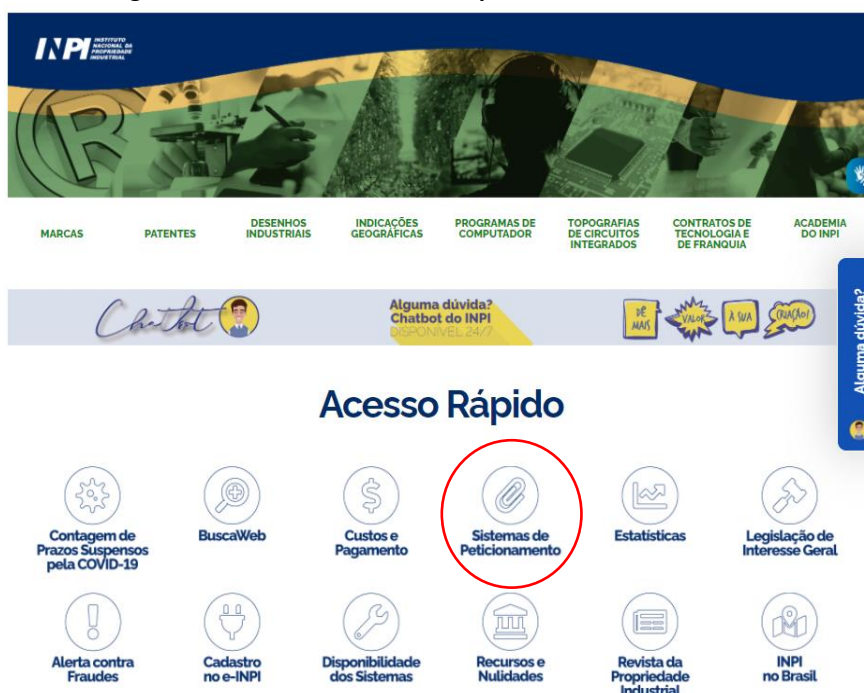 INPI INSTITUTO
NACIONAL DA
PROPRIEDADE
INDUSTRIAL
R
MARCAS
PATENTES
DESENHOS
INDUSTRIAIS
INDICAÇÕES
GEOGRÁFICAS
PROGRAMAS DE
COMPUTADOR
TOPOGRAFIAS
DE CIRCUITOS
INTEGRADOS
CONTRATOS DE
TECNOLOGIA E
DE FRANQUIA
ACADEMIA
DO INPI
Chatbot
Alguma dúvida?
Chatbot do INPI
DISPONÍVEL 24/7
DÊ
MAIS
VALOR
À SUA
CRIAÇÃO!
Alguma dúvida?
Acesso Rápido
Contagem de
Prazos Suspensos
pela COVID-19
BuscaWeb
Custos e
Pagamento
Sistemas de
Peticionamento
Estatísticas
Legislação de
Interesse Geral
Alerta contra
Fraudes
Cadastro
no e-INPI
Disponibilidade
dos Sistemas
Recursos e
Nulidades
Revista da
Propriedade
Industrial
INPI
no Brasil